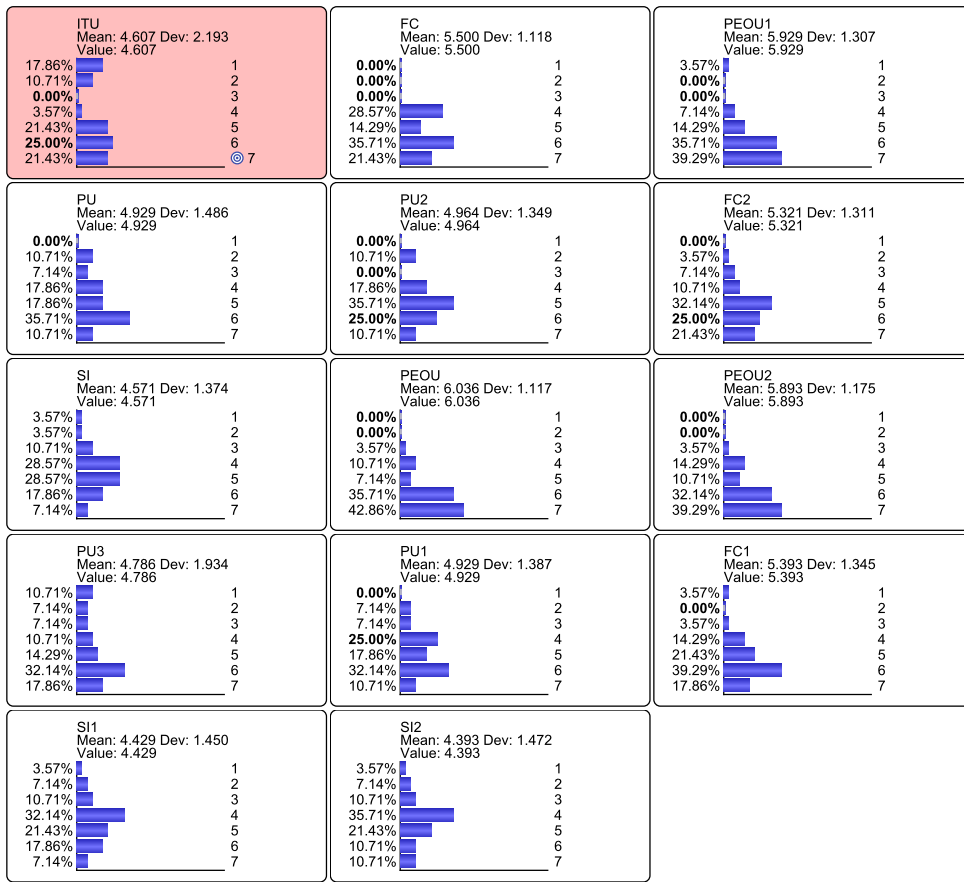 ITU
Mean: 4.607 Dev: 2.193
Value: 4.607
17.86% 1
10.71% 2
0.00% 3
3.57% 4
21.43% 5
25.00% 6
21.43% 7
FC
Mean: 5.500 Dev: 1.118
Value: 5.500
0.00% 1
0.00% 2
0.00% 3
28.57% 4
14.29% 5
35.71% 6
21.43% 7
PEOU1
Mean: 5.929 Dev: 1.307
Value: 5.929
3.57% 1
0.00% 2
0.00% 3
7.14% 4
14.29% 5
35.71% 6
39.29% 7
PU
Mean: 4.929 Dev: 1.486
Value: 4.929
0.00% 1
10.71% 2
7.14% 3
17.86% 4
17.86% 5
35.71% 6
10.71% 7
PU2
Mean: 4.964 Dev: 1.349
Value: 4.964
0.00% 1
10.71% 2
0.00% 3
17.86% 4
35.71% 5
25.00% 6
10.71% 7
FC2
Mean: 5.321 Dev: 1.311
Value: 5.321
0.00% 1
3.57% 2
7.14% 3
10.71% 4
32.14% 5
25.00% 6
21.43% 7
SI
Mean: 4.571 Dev: 1.374
Value: 4.571
3.57% 1
3.57% 2
10.71% 3
28.57% 4
28.57% 5
17.86% 6
7.14% 7
PEOU
Mean: 6.036 Dev: 1.117
Value: 6.036
0.00% 1
0.00% 2
3.57% 3
10.71% 4
7.14% 5
35.71% 6
42.86% 7
PEOU2
Mean: 5.893 Dev: 1.175
Value: 5.893
0.00% 1
0.00% 2
3.57% 3
14.29% 4
10.71% 5
32.14% 6
39.29% 7
PU3
Mean: 4.786 Dev: 1.934
Value: 4.786
10.71% 1
7.14% 2
7.14% 3
10.71% 4
14.29% 5
32.14% 6
17.86% 7
PU1
Mean: 4.929 Dev: 1.387
Value: 4.929
0.00% 1
7.14% 2
7.14% 3
25.00% 4
17.86% 5
32.14% 6
10.71% 7
FC1
Mean: 5.393 Dev: 1.345
Value: 5.393
3.57% 1
0.00% 2
3.57% 3
14.29% 4
21.43% 5
39.29% 6
17.86% 7
SI1
Mean: 4.429 Dev: 1.450
Value: 4.429
3.57% 1
7.14% 2
10.71% 3
32.14% 4
21.43% 5
17.86% 6
7.14% 7
SI2
Mean: 4.393 Dev: 1.472
Value: 4.393
3.57% 1
7.14% 2
10.71% 3
35.71% 4
21.43% 5
10.71% 6
10.71% 7